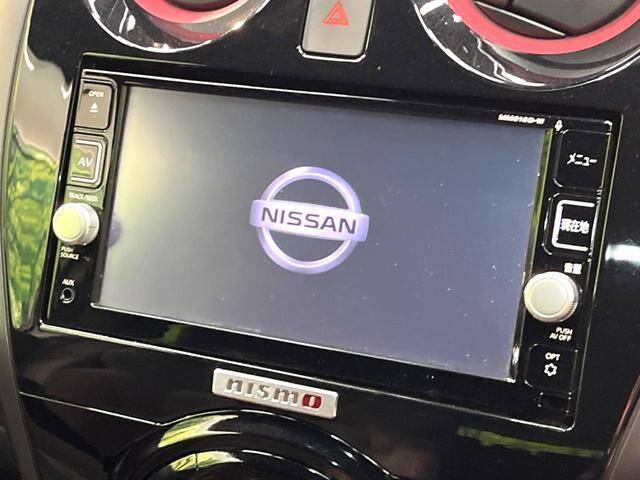 OPEN
MM516D-W
AV
メニュー
TRACK/SEEK
NISSAN
現在地
PUSH
SOURCE
音量
AUX
PUSH
AV OFF
OPT
nismo